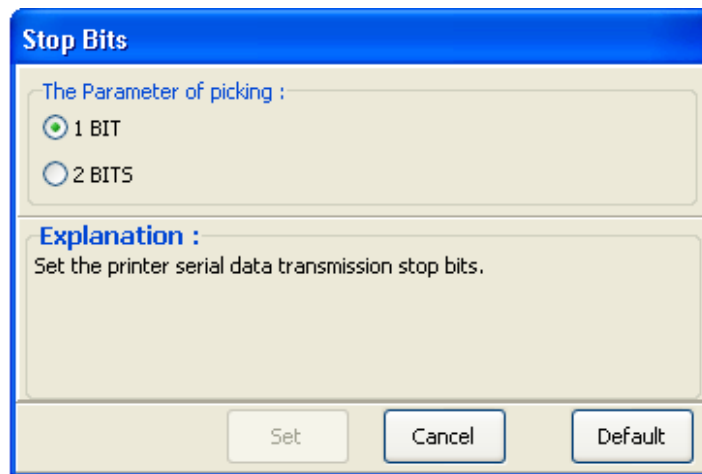 Stop Bits
The Parameter of picking :
1 BIT
2 BITS
Explanation :
Set the printer serial data transmission stop bits.
Set
Cancel
Default